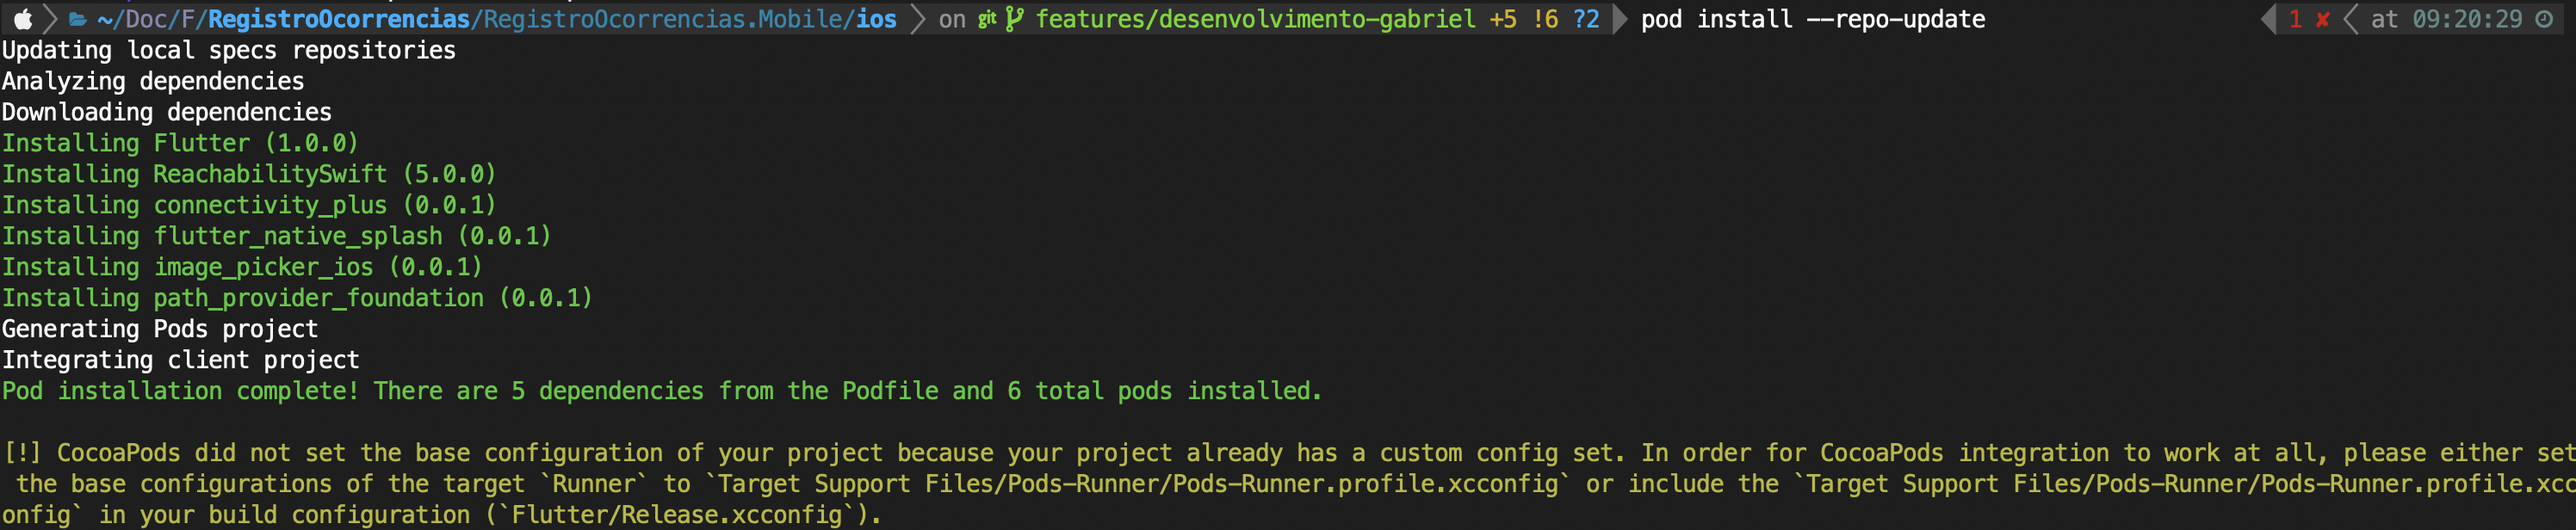 ~/Doc/F/RegistroOcorrencias/RegistroOcorrencias.Mobile/ios on git features/desenvolvimento-gabriel +5 !6 ?2 pod install --repo-update 1 ✘ at 09:20:29
Updating local specs repositories
Analyzing dependencies
Downloading dependencies
Installing Flutter (1.0.0)
Installing ReachabilitySwift (5.0.0)
Installing connectivity_plus (0.0.1)
Installing flutter_native_splash (0.0.1)
Installing image_picker_ios (0.0.1)
Installing path_provider_foundation (0.0.1)
Generating Pods project
Integrating client project
Pod installation complete! There are 5 dependencies from the Podfile and 6 total pods installed.
[!] CocoaPods did not set the base configuration of your project because your project already has a custom config set. In order for CocoaPods integration to work at all, please either set
the base configurations of the target `Runner` to `Target Support Files/Pods-Runner/Pods-Runner.profile.xcconfig` or include the `Target Support Files/Pods-Runner/Pods-Runner.profile.xcc
onfig` in your build configuration (`Flutter/Release.xcconfig`).